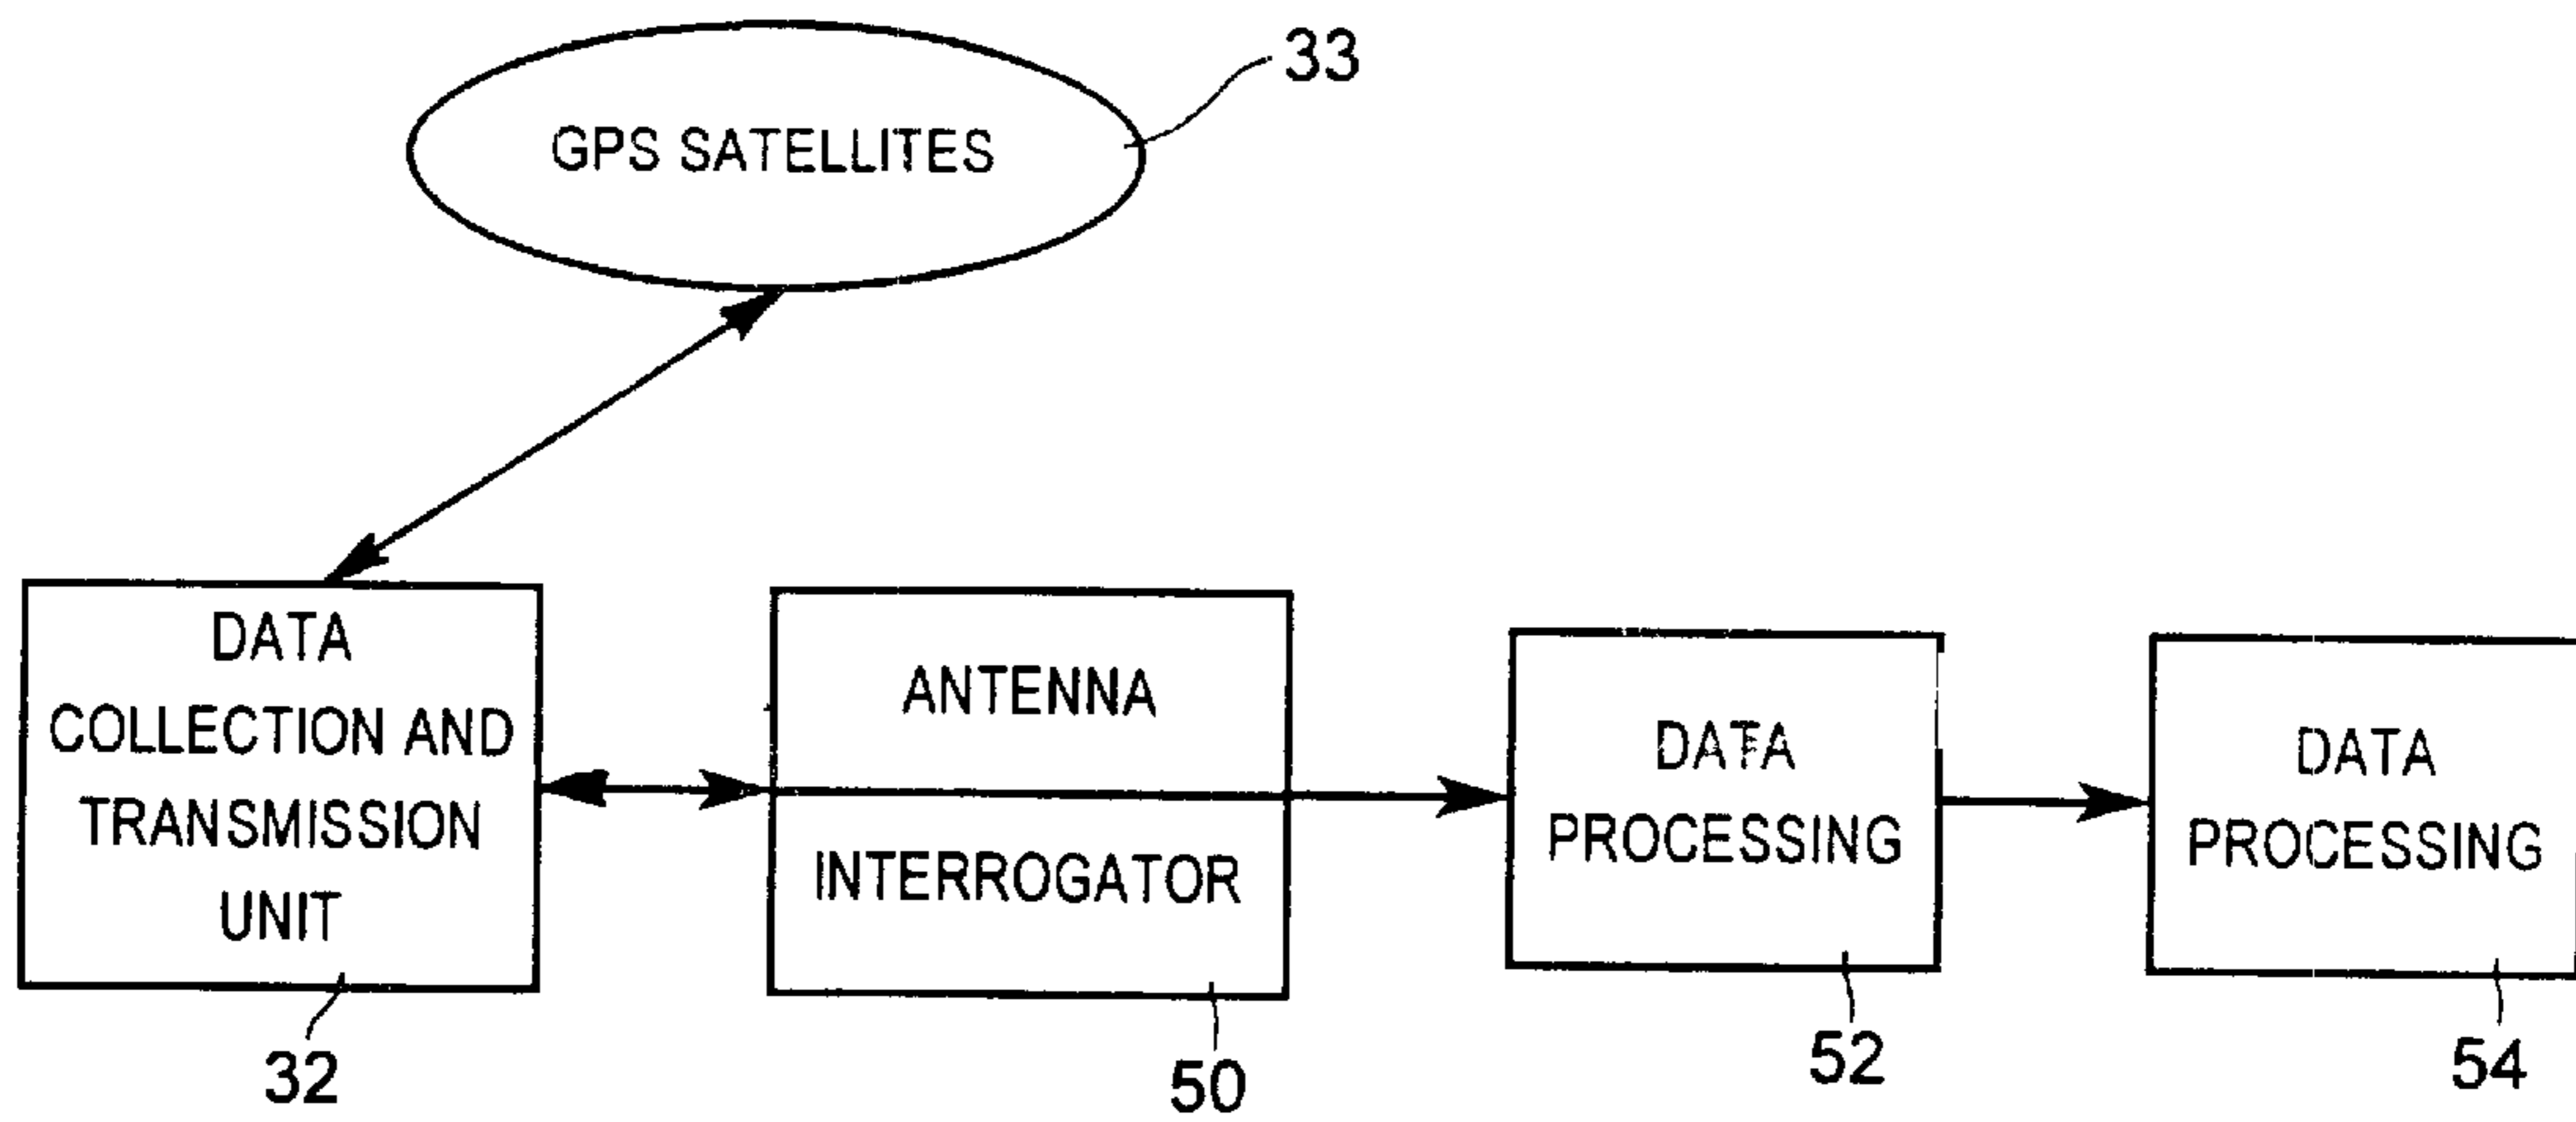 33
GPS SATELLITES
DATA
COLLECTION AND
TRANSMISSION
UNIT
32
ANTENNA
INTERROGATOR
50
DATA
PROCESSING
52
DATA
PROCESSING
54